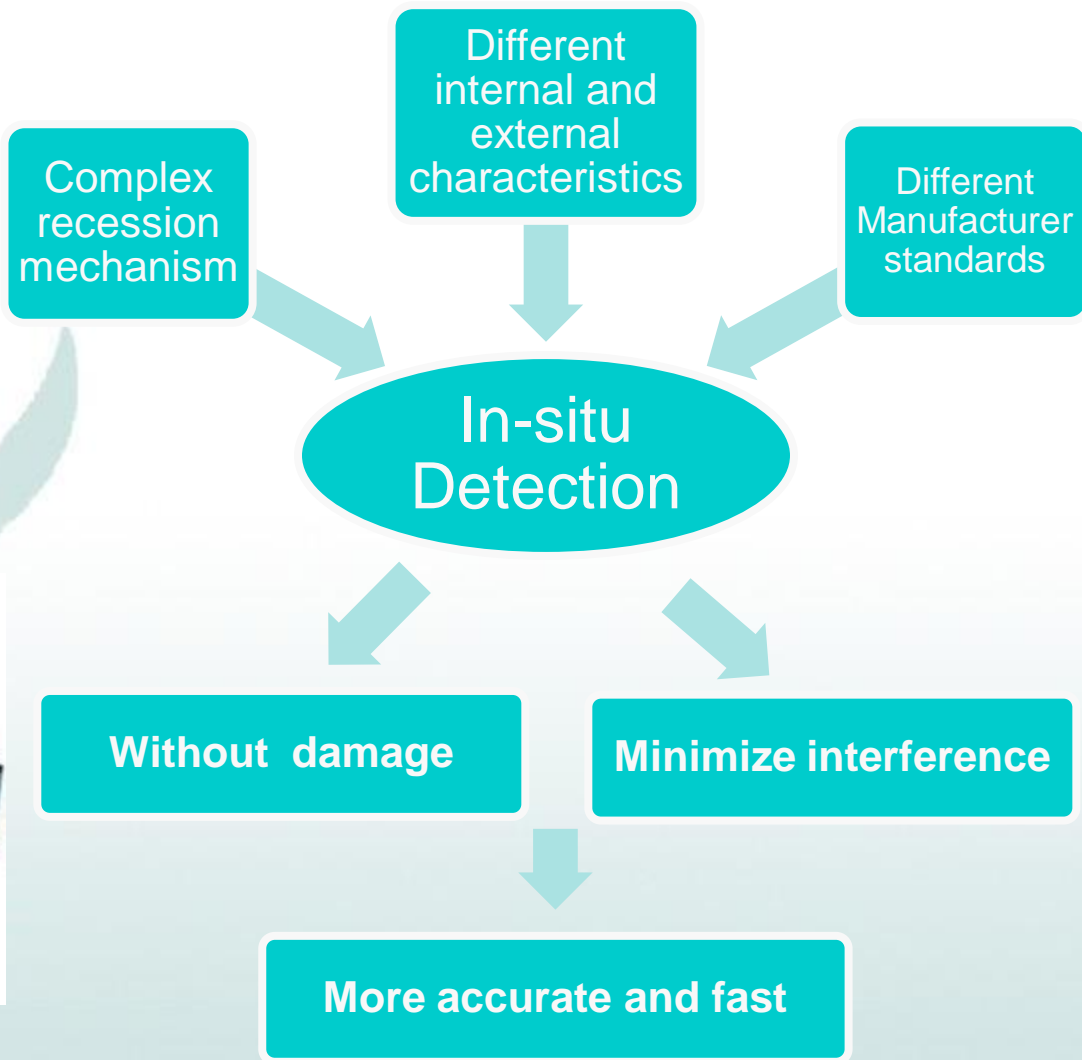 Different
internal and
external
characteristics
Complex
recession
mechanism
Different
Manufacturer
standards
In-situ
Detection
Without damage
Minimize interference
More accurate and fast